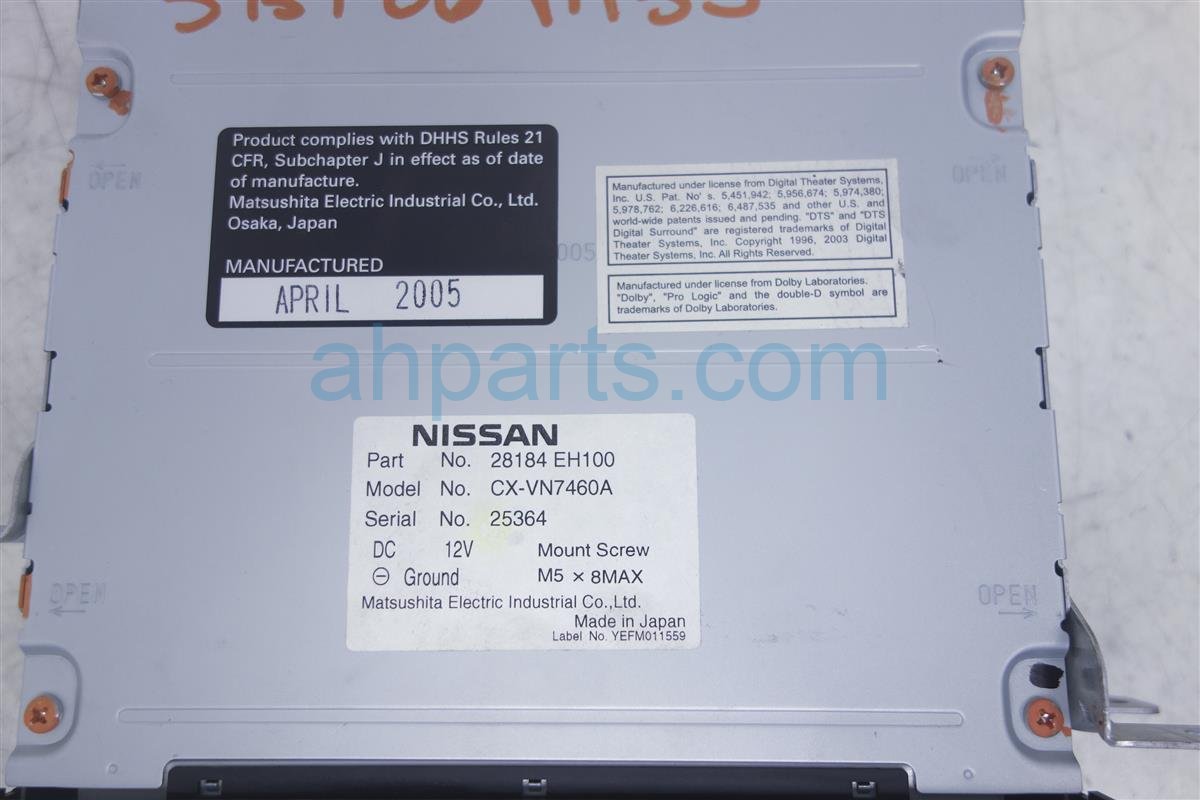 Product complies with DHHS Rules 21
CFR, Subchapter J in effect as of date
of manufacture.
Matsushita Electric Industrial Co., Ltd.
Osaka, Japan
MANUFACTURED
APRIL 2005
Manufactured under license from Digital Theater Systems,
Inc. U.S. Pat. No' s. 5,451,942; 5,956,674; 5,974,380;
5,978,762; 6,226,616; 6,487,535 and other U.S. and
world-wide patents issued and pending. "DTS" and "DTS
Digital Surround" are registered trademarks of Digital
Theater Systems, Inc. Copyright 1996, 2003 Digital
Theater Systems, Inc. All Rights Reserved.
Manufactured under license from Dolby Laboratories.
"Dolby", "Pro Logic" and the double-D symbol are
trademarks of Dolby Laboratories.
OPEN
OPEN
005
ahparts.com
NISSAN
Part No. 28184 EH100
Model No. CX-VN7460A
Serial No. 25364
DC 12V Mount Screw
⊖ Ground M5 × 8MAX
Matsushita Electric Industrial Co.,Ltd.
Made in Japan
Label No. YEFM011559
OPEN
OPEN